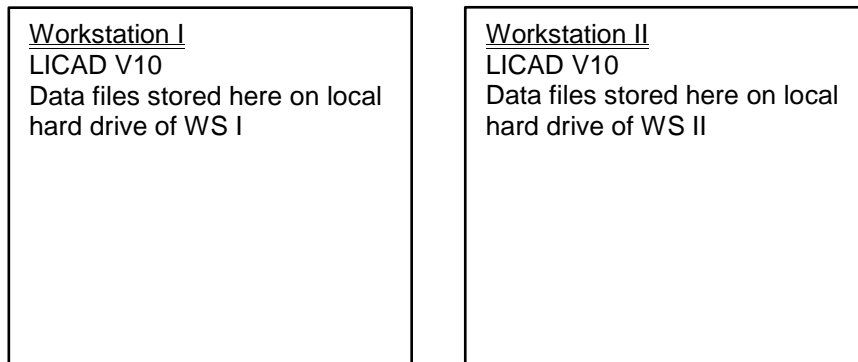 Workstation I
LICAD V10
Data files stored here on local
hard drive of WS I
Workstation II
LICAD V10
Data files stored here on local
hard drive of WS II